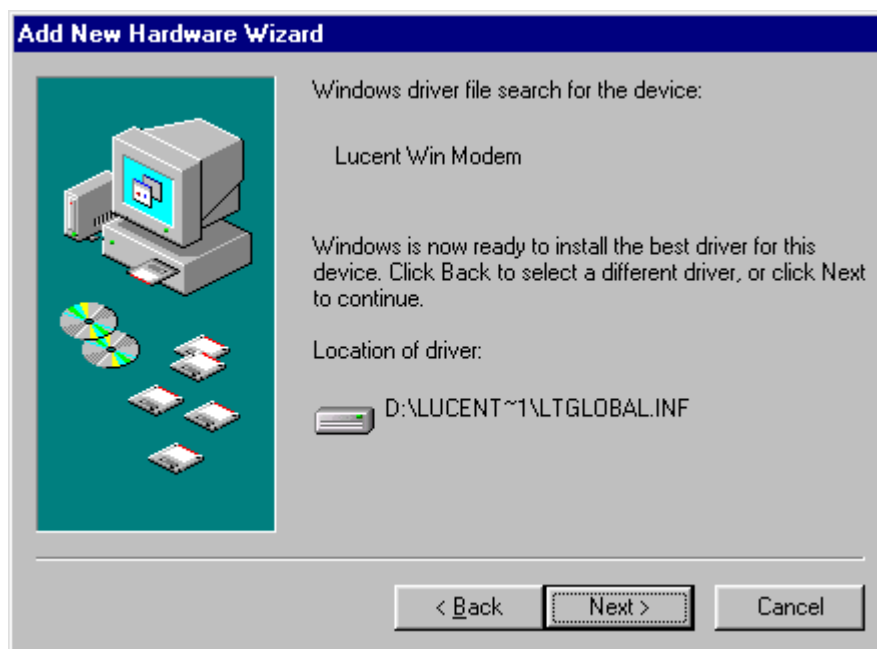 Add New Hardware Wizard
Windows driver file search for the device:
Lucent Win Modem
Windows is now ready to install the best driver for this
device. Click Back to select a different driver, or click Next
to continue.
Location of driver:
D:\LUCENT~1\LTGLOBAL.INF
< Back
Next >
Cancel